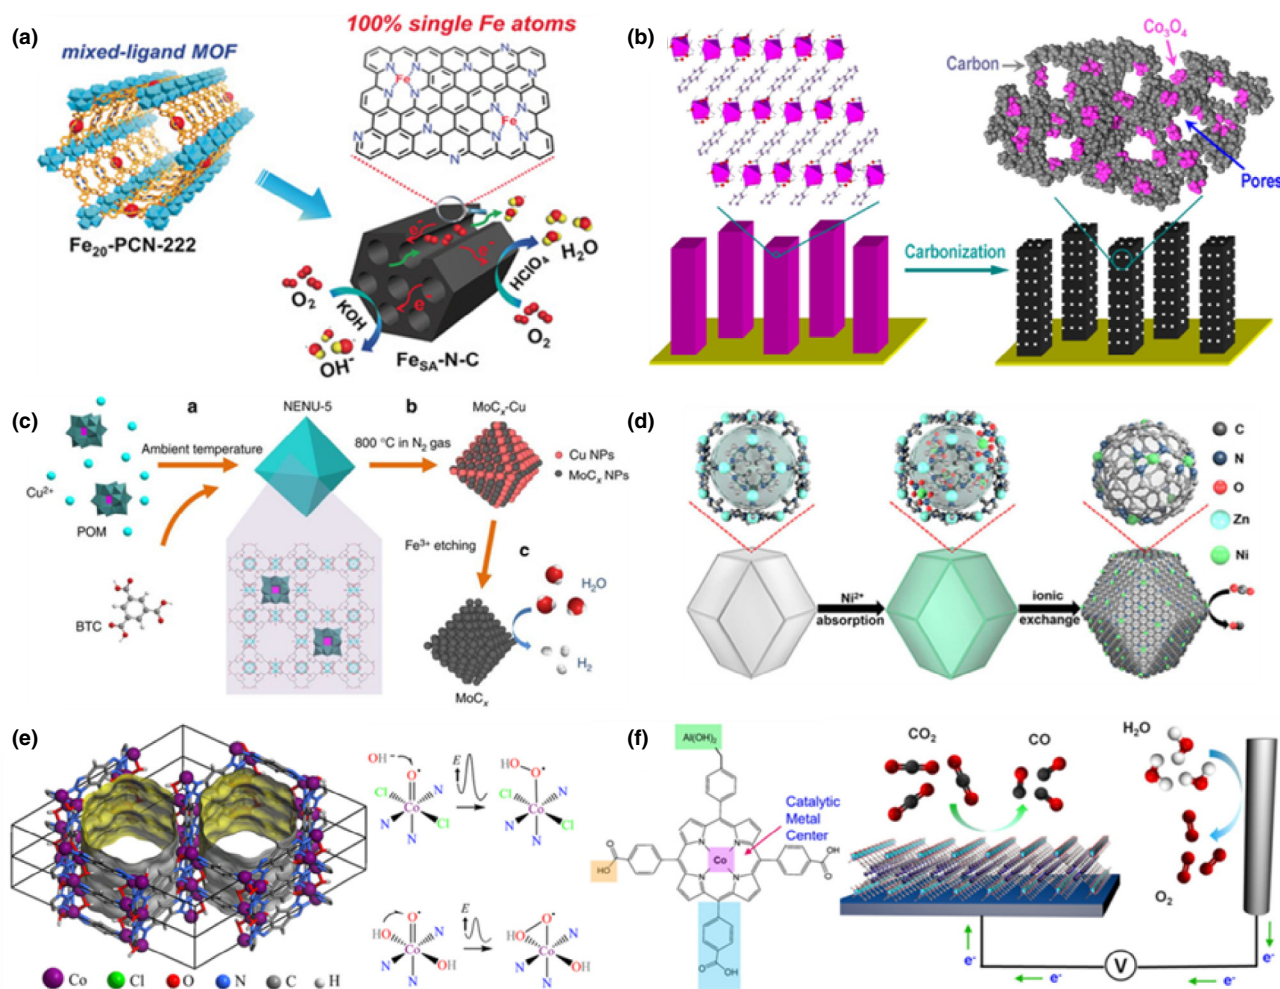 (a)
mixed-ligand MOF
Fe₂₀-PCN-222
100% single Fe atoms
N
Fe
N
N
N
N
N
N
N
Fe
N
N
N
e⁻
e⁻
e⁻
O₂
KOH
OH⁻
HClO₄
H₂O
O₂
Fe_SA-N-C
(b)
Carbon
Co₃O₄
Pores
Carbonization
(c)
a
NENU-5
b
MoCₓ-Cu
Ambient temperature
800 °C in N₂ gas
Cu NPs
MoCₓ NPs
Cu²⁺
POM
BTC
Fe³⁺ etching
c
H₂O
H₂
MoCₓ
(d)
C
N
O
Zn
Ni
Ni²⁺
absorption
ionic
exchange
(e)
Co
Cl
O
N
C
H
OH
O•
Cl
N
Co
N
Cl
N
E
HO
O•
Cl
N
Co
N
Cl
N
O•
HO
N
Co
N
OH
N
E
O•
HO
N
Co
N
OH
N
(f)
Al(OH)₂
Catalytic
Metal
Center
N
N
Co
N
N
O
HO
OH
O
O
OH
CO₂
CO
H₂O
O₂
e⁻
e⁻
V
e⁻
e⁻